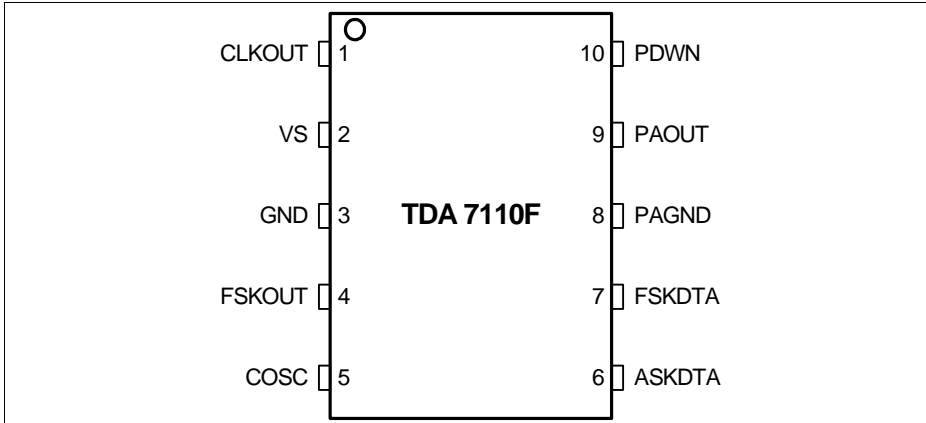 CLKOUT 1 10 PDWN
VS 2 9 PAOUT
GND 3 TDA 7110F 8 PAGND
FSKOUT 4 7 FSKDTA
COSC 5 6 ASKDTA